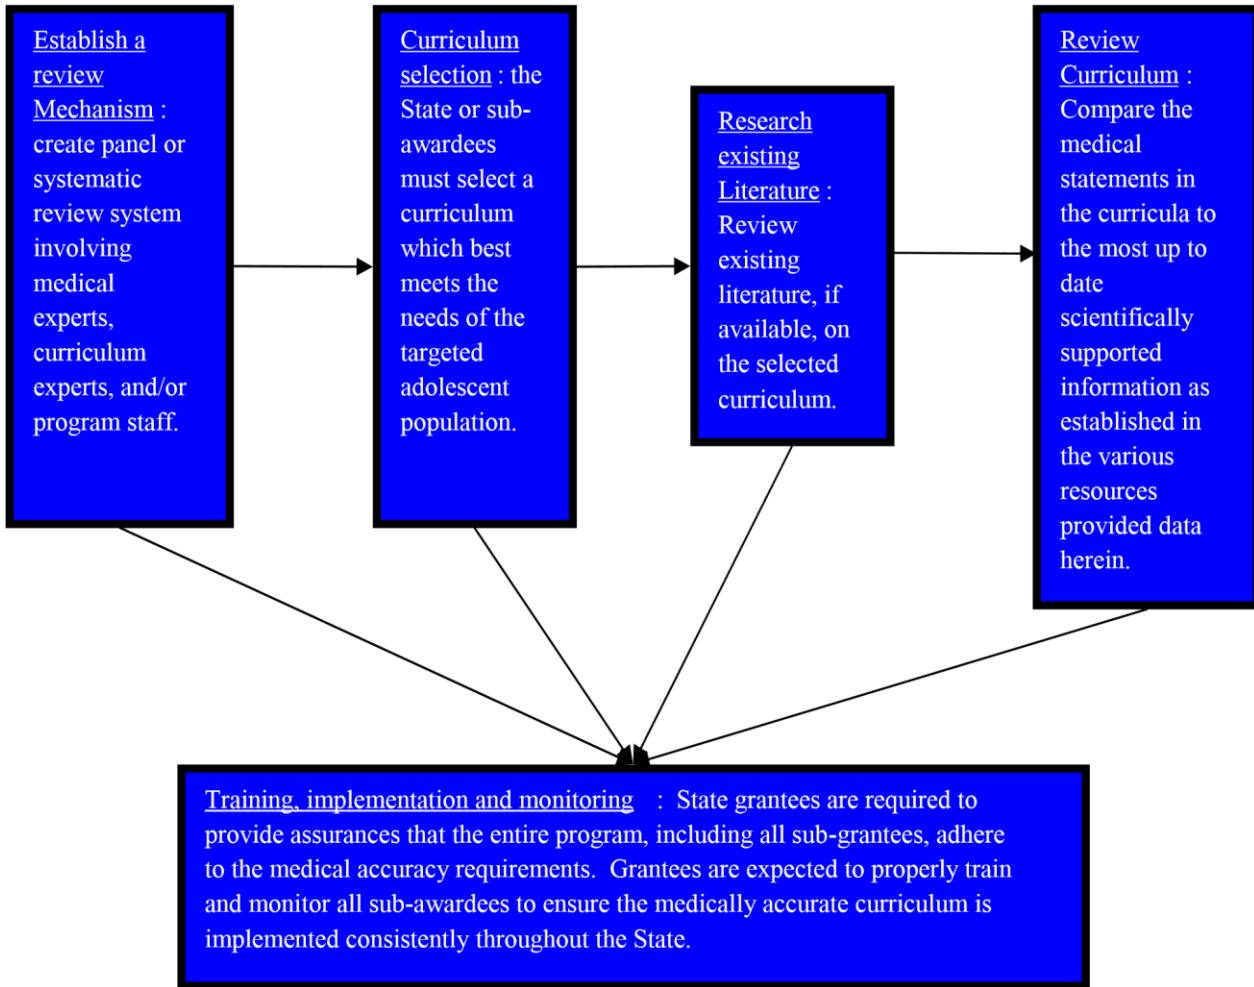 Establish a
review
Mechanism :
create panel or
systematic
review system
involving
medical
experts,
curriculum
experts, and/or
program staff.
Curriculum
selection : the
State or sub-
awardees
must select a
curriculum
which best
meets the
needs of the
targeted
adolescent
population.
Research
existing
Literature :
Review
existing
literature, if
available, on
the selected
curriculum.
Review
Curriculum :
Compare the
medical
statements in
the curricula to
the most up to
date
scientifically
supported
information as
established in
the various
resources
provided data
herein.
Training, implementation and monitoring : State grantees are required to
provide assurances that the entire program, including all sub-grantees, adhere
to the medical accuracy requirements. Grantees are expected to properly train
and monitor all sub-awardees to ensure the medically accurate curriculum is
implemented consistently throughout the State.